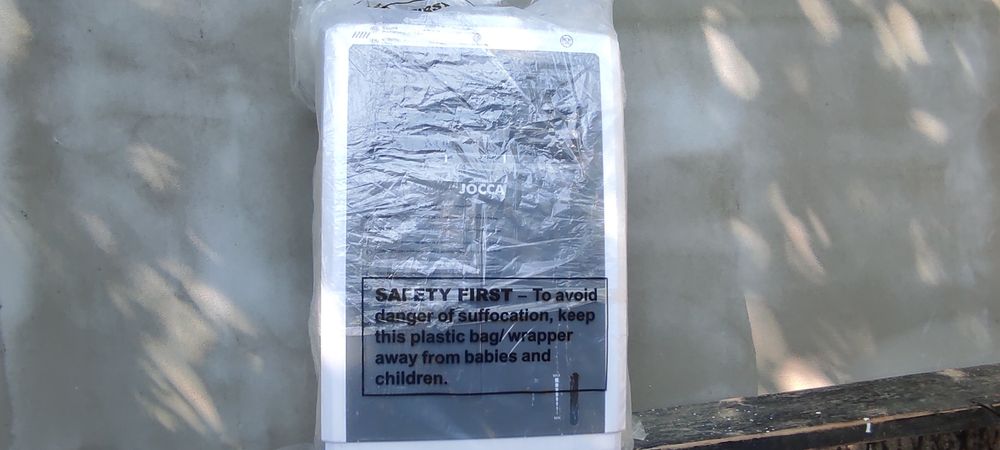 JOCCA
SAFETY FIRST – To avoid
danger of suffocation, keep
this plastic bag/ wrapper
away from babies and
children.